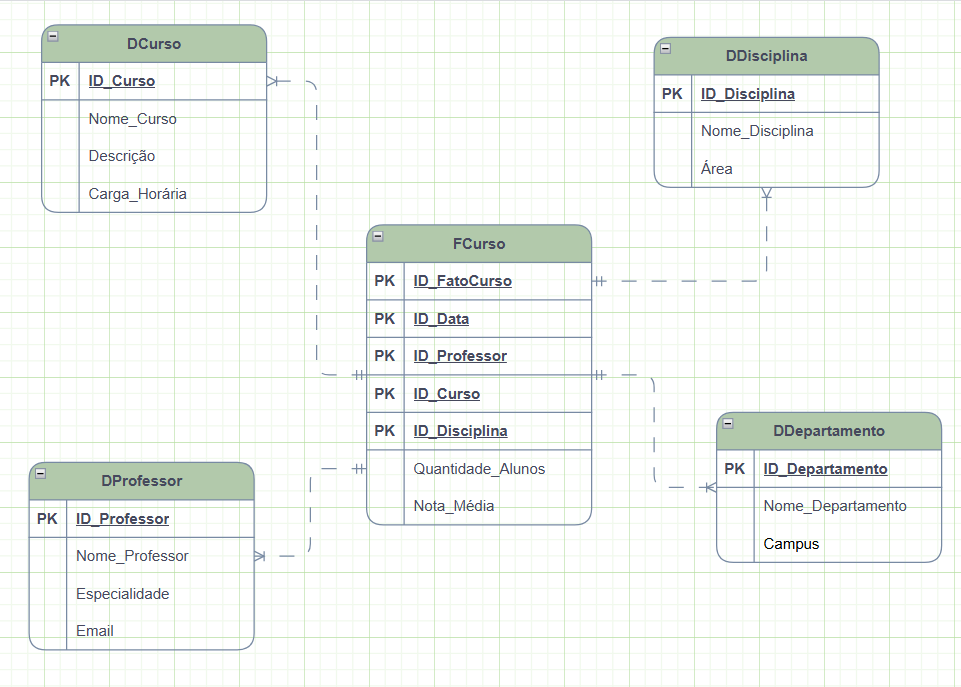 DCurso
PK ID_Curso
Nome_Curso
Descrição
Carga_Horária
DDisciplina
PK ID_Disciplina
Nome_Disciplina
Área
FCurso
PK ID_FatoCurso
PK ID_Data
PK ID_Professor
PK ID_Curso
PK ID_Disciplina
Quantidade_Alunos
Nota_Média
DDepartamento
PK ID_Departamento
Nome_Departamento
Campus
DProfessor
PK ID_Professor
Nome_Professor
Especialidade
Email